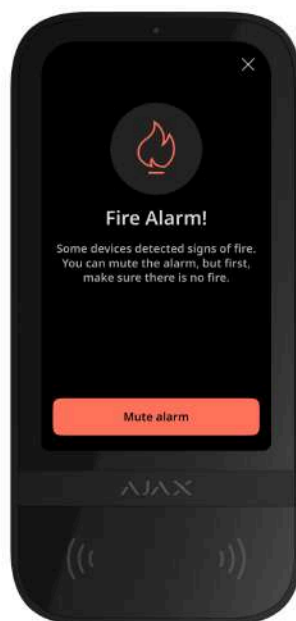 Fire Alarm!
Some devices detected signs of fire.
You can mute the alarm, but first,
make sure there is no fire.
Mute alarm
AJAX